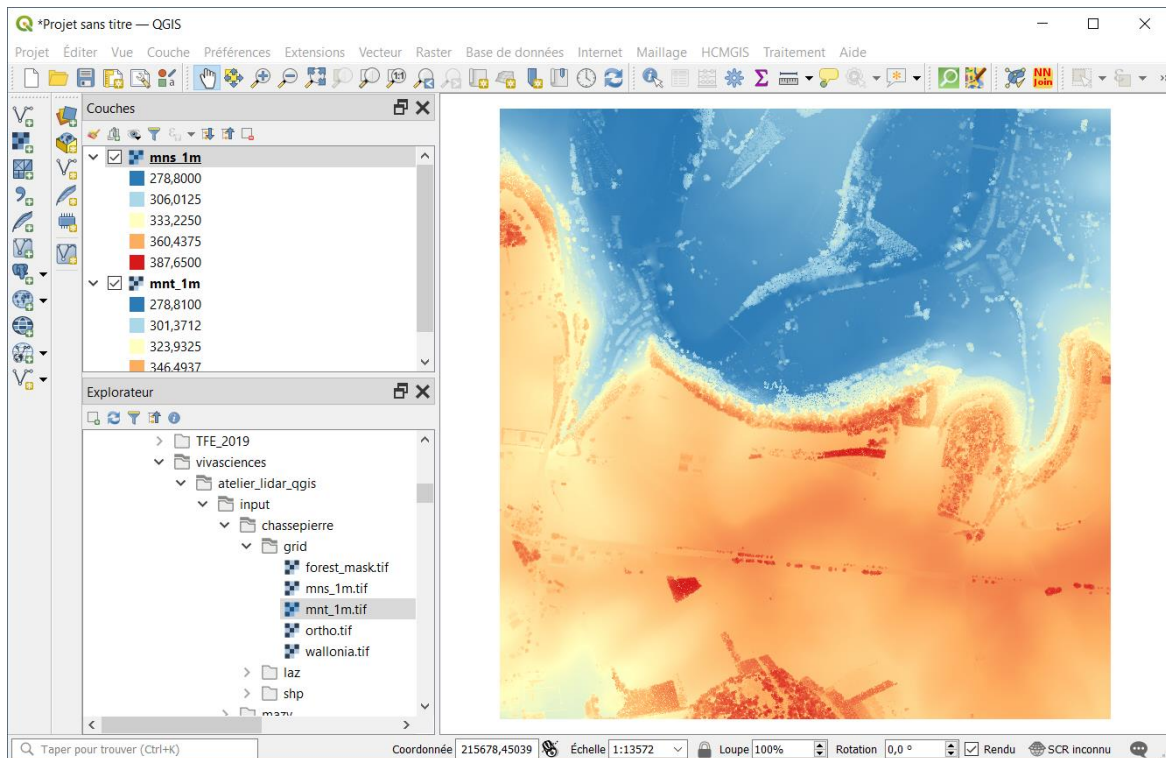 *Projet sans titre — QGIS
Projet Éditer Vue Couche Préférences Extensions Vecteur Raster Base de données Internet Maillage HCMGIS Traitement Aide
NN
Join
Couches
mns_1m
278,8000
306,0125
333,2250
360,4375
387,6500
mnt_1m
278,8100
301,3712
323,9325
346,4937
Explorateur
TFE_2019
vivasciences
atelier_lidar_qgis
input
chassepierre
grid
forest_mask.tif
mns_1m.tif
mnt_1m.tif
ortho.tif
wallonia.tif
laz
shp
mazy
Taper pour trouver (Ctrl+K) Coordonnée 215678,45039 Échelle 1:13572 Loupe 100% Rotation 0,0 ° Rendu SCR inconnu